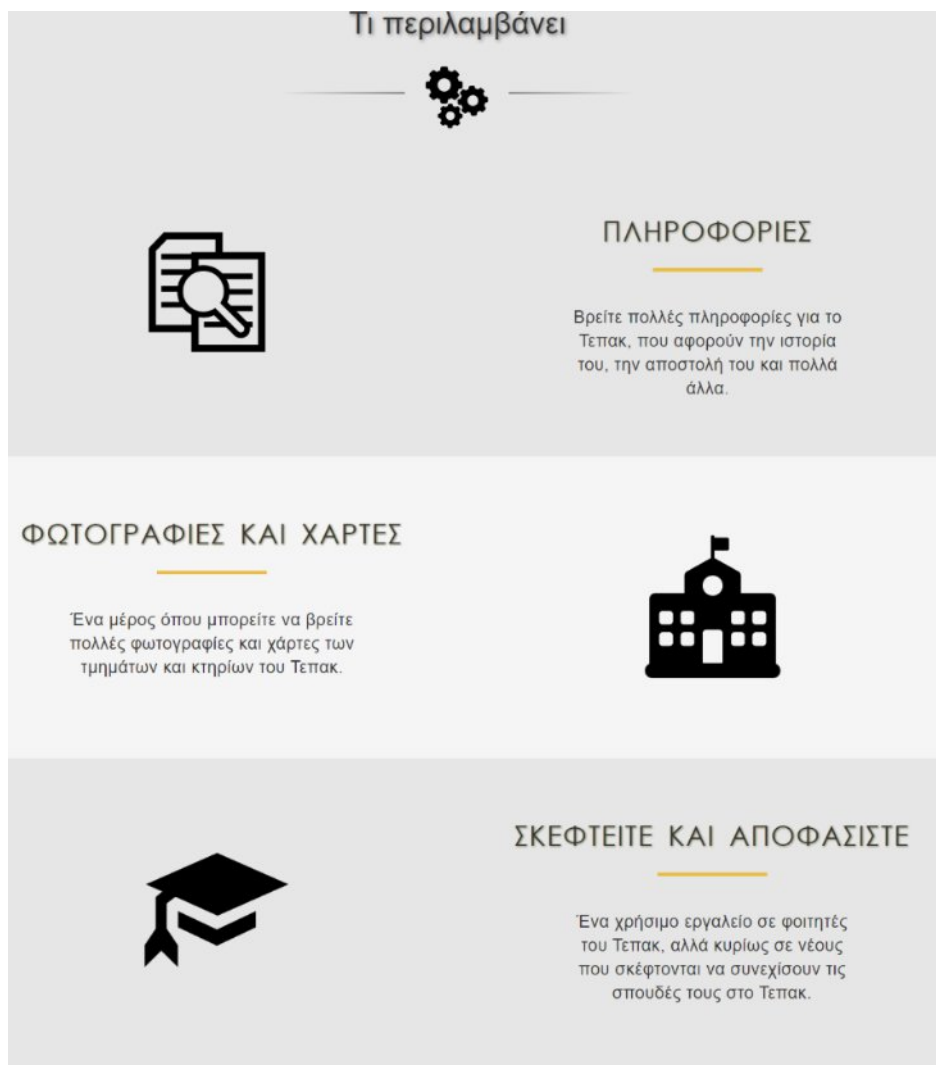 Τι περιλαμβάνει
ΠΛΗΡΟΦΟΡΙΕΣ
Βρείτε πολλές πληροφορίες για το
Τεπακ, που αφορούν την ιστορία
του, την αποστολή του και πολλά
άλλα.
ΦΩΤΟΓΡΑΦΙΕΣ ΚΑΙ ΧΑΡΤΕΣ
Ένα μέρος όπου μπορείτε να βρείτε
πολλές φωτογραφίες και χάρτες των
τμημάτων και κτηρίων του Τεπακ.
ΣΚΕΦΤΕΙΤΕ ΚΑΙ ΑΠΟΦΑΣΙΣΤΕ
Ένα χρήσιμο εργαλείο σε φοιτητές
του Τεπακ, αλλά κυρίως σε νέους
που σκέφτονται να συνεχίσουν τις
σπουδές τους στο Τεπακ.